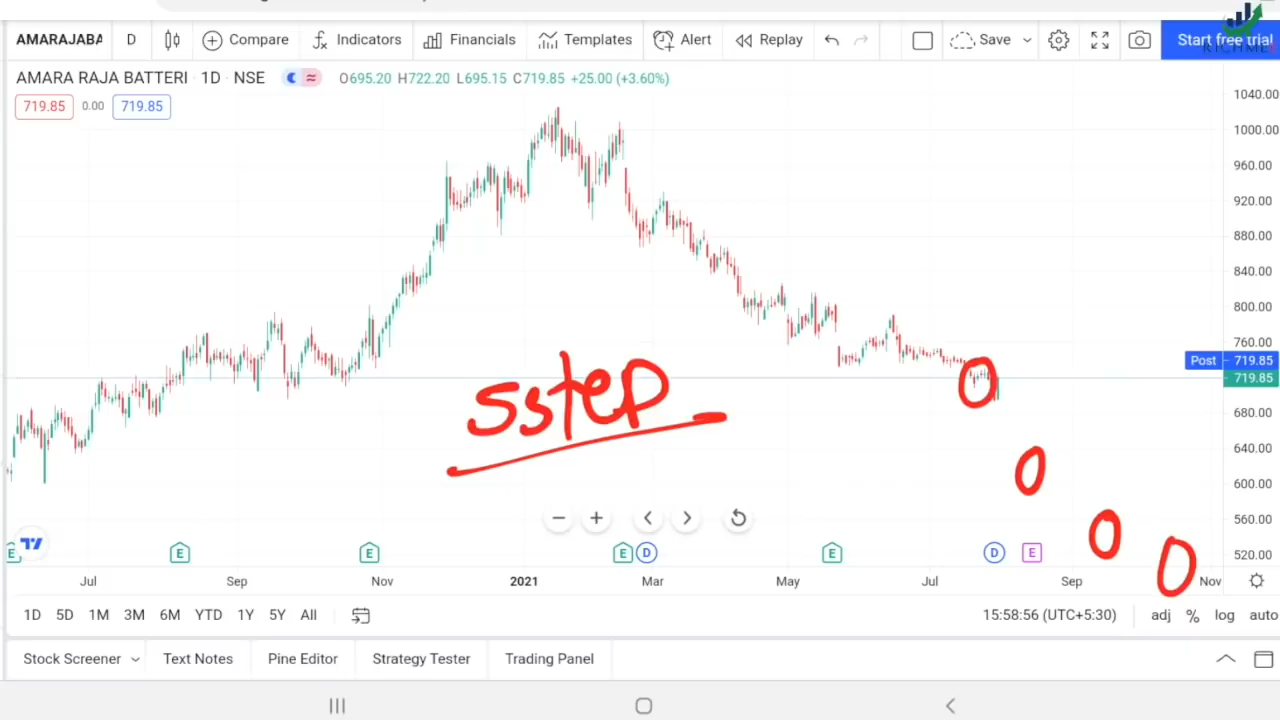 AMARAJABA D Compare Indicators Financials Templates Alert Replay Save Start free trial
AMARA RAJA BATTERI · 1D · NSE O695.20 H722.20 L695.15 C719.85 +25.00 (+3.60%)
719.85 0.00 719.85
1040.00
1000.00
960.00
920.00
880.00
840.00
800.00
760.00
Post 719.85
719.85
680.00
640.00
600.00
560.00
520.00
5step
E E E E D E D E
Jul Sep Nov 2021 Mar May Jul Sep Nov
1D 5D 1M 3M 6M YTD 1Y 5Y All 15:58:56 (UTC+5:30) adj % log auto
Stock Screener Text Notes Pine Editor Strategy Tester Trading Panel